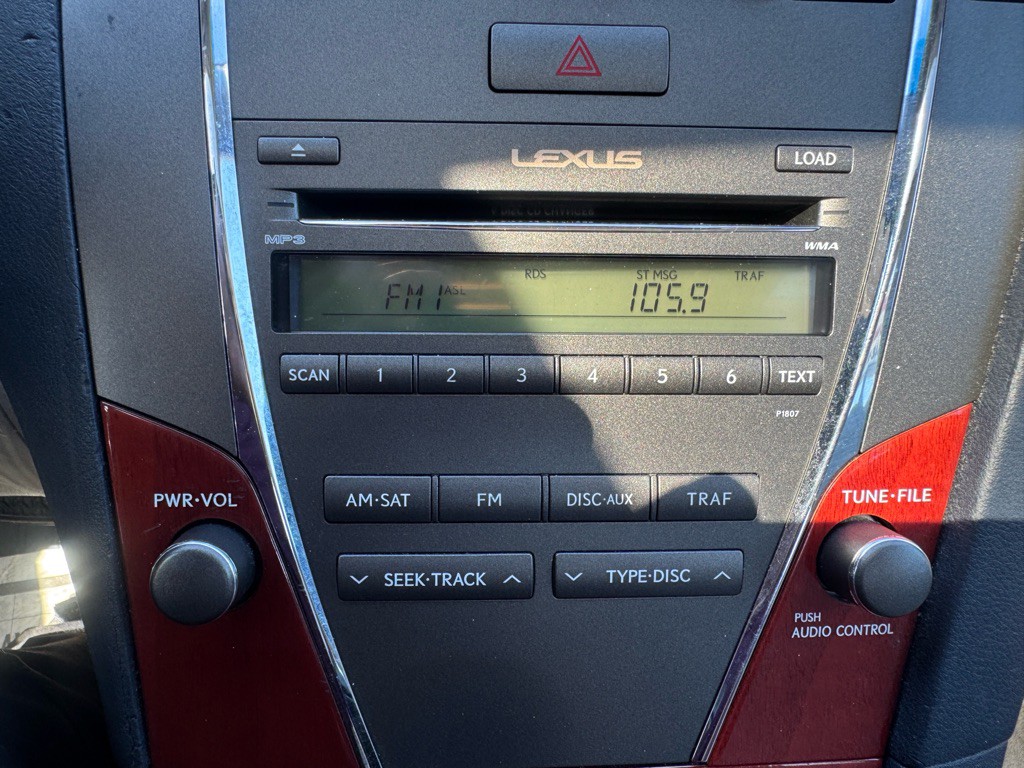 LEXUS
LOAD
MP3
WMA
RDS ST MSG TRAF
FM1 ASL 105.9
SCAN 1 2 3 4 5 6 TEXT
P1807
PWR·VOL
AM·SAT FM DISC·AUX TRAF
TUNE·FILE
SEEK·TRACK TYPE·DISC
PUSH
AUDIO CONTROL